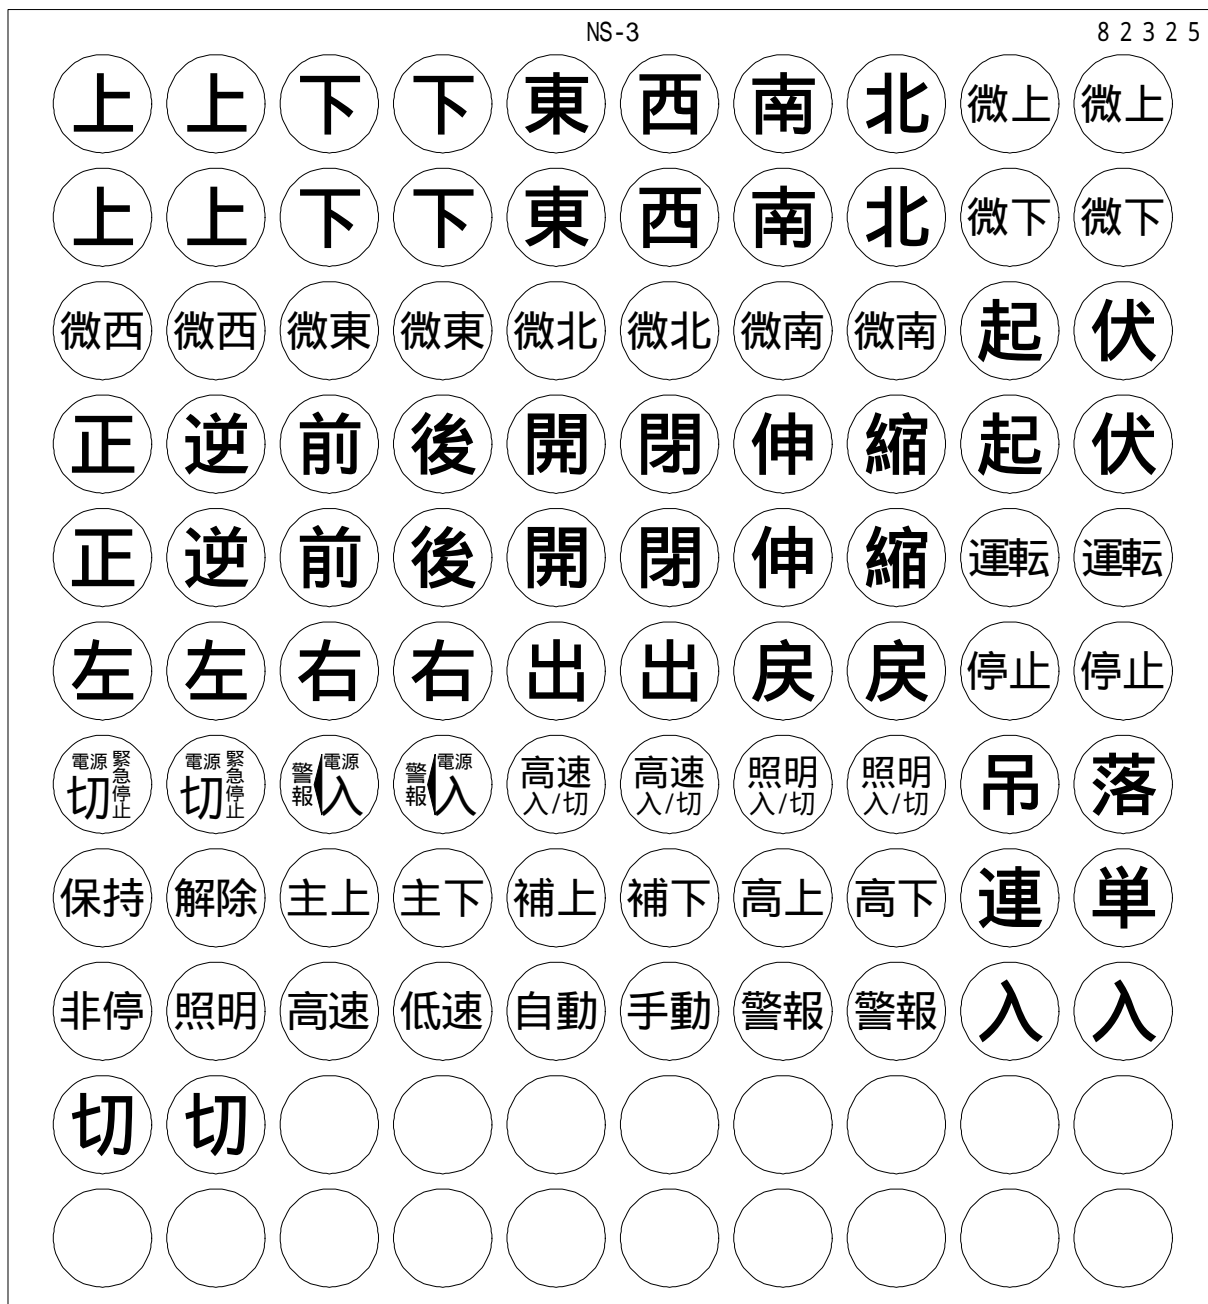 NS-3 82325
上 上 下 下 東 西 南 北 微上 微上
上 上 下 下 東 西 南 北 微下 微下
微西 微西 微東 微東 微北 微北 微南 微南 起 伏
正 逆 前 後 開 閉 伸 縮 起 伏
正 逆 前 後 開 閉 伸 縮 運転 運転
左 左 右 右 出 出 戻 戻 停止 停止
電源切緊急停止 電源切緊急停止 警報電源入 警報電源入 高速入/切 高速入/切 照明入/切 照明入/切 吊 落
保持 解除 主上 主下 補上 補下 高上 高下 連 単
非停 照明 高速 低速 自動 手動 警報 警報 入 入
切 切